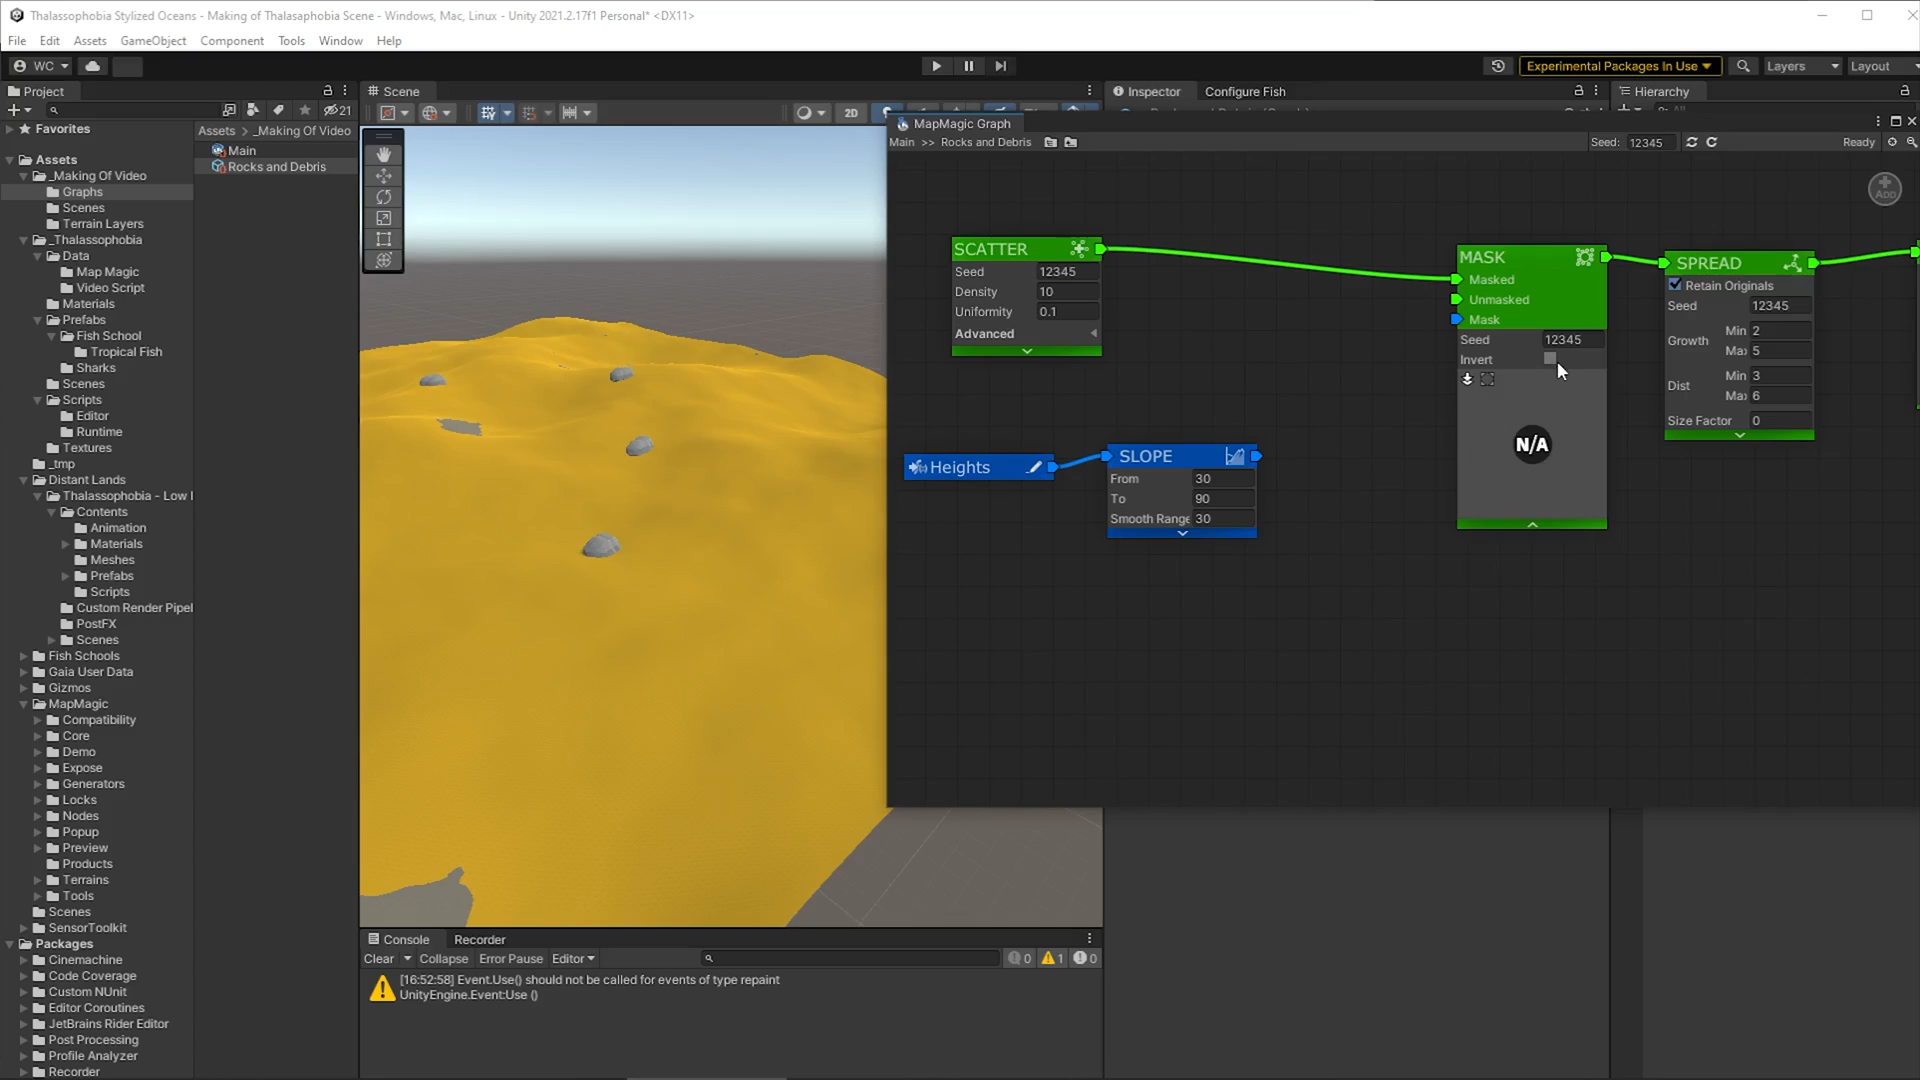 Thalassophobia Stylized Oceans - Making of Thalasaphobia Scene - Windows, Mac, Linux - Unity 2021.2.17f1 Personal* <DX11>
File Edit Assets GameObject Component Tools Window Help
WC
Experimental Packages In Use
Layers
Layout
Project
21
Favorites
Assets
_Making Of Video
Graphs
Scenes
Terrain Layers
_Thalassophobia
Data
Map Magic
Video Script
Materials
Prefabs
Fish School
Tropical Fish
Sharks
Scenes
Scripts
Editor
Runtime
Textures
_tmp
Distant Lands
Thalassophobia - Low
Contents
Animation
Materials
Meshes
Prefabs
Scripts
Custom Render Pipel
PostFX
Scenes
Fish Schools
Gaia User Data
Gizmos
MapMagic
Compatibility
Core
Demo
Expose
Generators
Locks
Nodes
Popup
Preview
Products
Terrains
Tools
Scenes
SensorToolkit
Packages
Cinemachine
Code Coverage
Custom NUnit
Editor Coroutines
JetBrains Rider Editor
Post Processing
Profile Analyzer
Recorder
Assets > _Making Of Video
Main
Rocks and Debris
Scene
2D
Inspector
Configure Fish
Hierarchy
MapMagic Graph
Main >> Rocks and Debris
Seed: 12345
Ready
ADD
SCATTER
Seed 12345
Density 10
Uniformity 0.1
Advanced
Heights
SLOPE
From 30
To 90
Smooth Range 30
MASK
Masked
Unmasked
Mask
Seed 12345
Invert
N/A
SPREAD
Retain Originals
Seed 12345
Growth
Min 2
Max 5
Dist
Min 3
Max 6
Size Factor 0
Console
Recorder
Clear Collapse Error Pause Editor
0 1 0
[16:52:58] Event.Use() should not be called for events of type repaint
UnityEngine.Event:Use ()